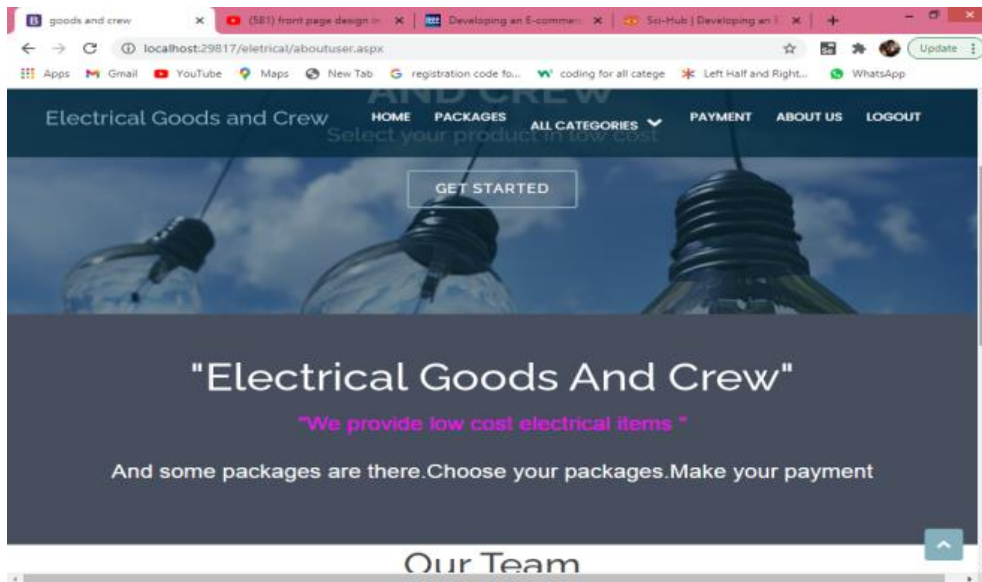 goods and crew
(581) front page design in
Developing an E-commer
Sci-Hub | Developing an
localhost:29817/eletrical/aboutuser.aspx
Update
Apps
Gmail
YouTube
Maps
New Tab
registration code fo...
coding for all catege
Left Half and Right...
WhatsApp
AND CREW
Electrical Goods and Crew
HOME
PACKAGES
ALL CATEGORIES
PAYMENT
ABOUT US
LOGOUT
Select your product in low cost
GET STARTED
"Electrical Goods And Crew"
"We provide low cost electrical items "
And some packages are there.Choose your packages.Make your payment
Our Team